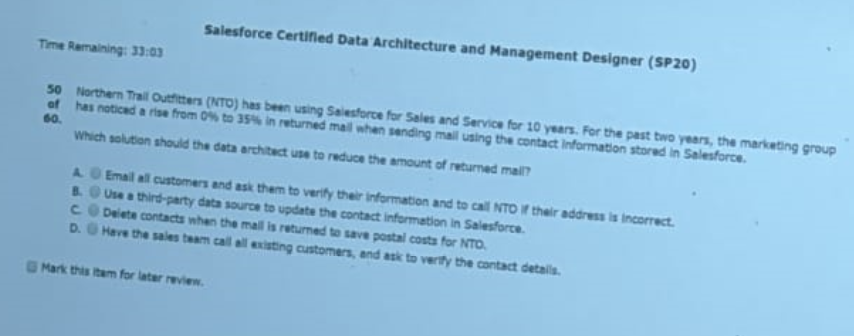 Salesforce Certified Data Architecture and Management Designer (SP20)
Time Remaining: 33:03
50 Northern Trail Outfitters (NTO) has been using Salesforce for Sales and Service for 10 years. For the past two years, the marketing group
of has noticed a rise from 0% to 35% in returned mail when sending mail using the contact information stored in Salesforce.
60.
Which solution should the data architect use to reduce the amount of returned mail?
A. Email all customers and ask them to verify their information and to call NTO if their address is incorrect.
B. Use a third-party data source to update the contact information in Salesforce.
C. Delete contacts when the mail is returned to save postal costs for NTO.
D. Have the sales team call all existing customers, and ask to verify the contact details.
Mark this item for later review.